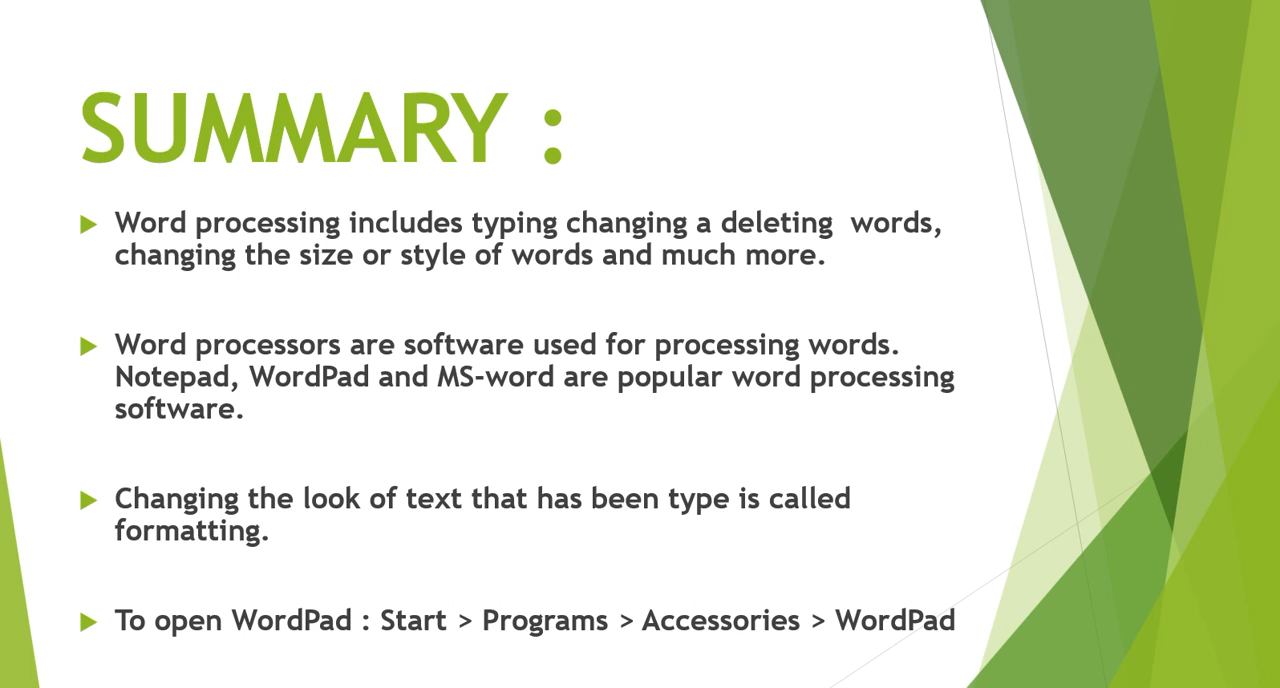 SUMMARY :
Word processing includes typing changing a deleting  words,
changing the size or style of words and much more.
Word processors are software used for processing words.
Notepad, WordPad and MS-word are popular word processing
software.
Changing the look of text that has been type is called
formatting.
To open WordPad : Start > Programs > Accessories > WordPad